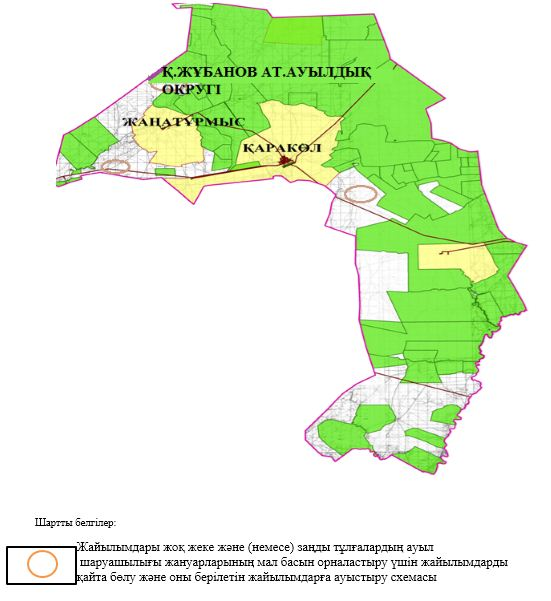 Қ.ЖҰБАНОВ АТ.АУЫЛДЫҚ
ОКРУГІ
ЖАҢАТҰРМЫС
ҚАРАКӨЛ
Шартты белгілер:
Жайылымдары жоқ жеке және (немесе) заңды тұлғалардың ауыл
шаруашылығы жануарларының мал басын орналастыру үшін жайылымдарды
қайта бөлу және оны берілетін жайылымдарға ауыстыру схемасы